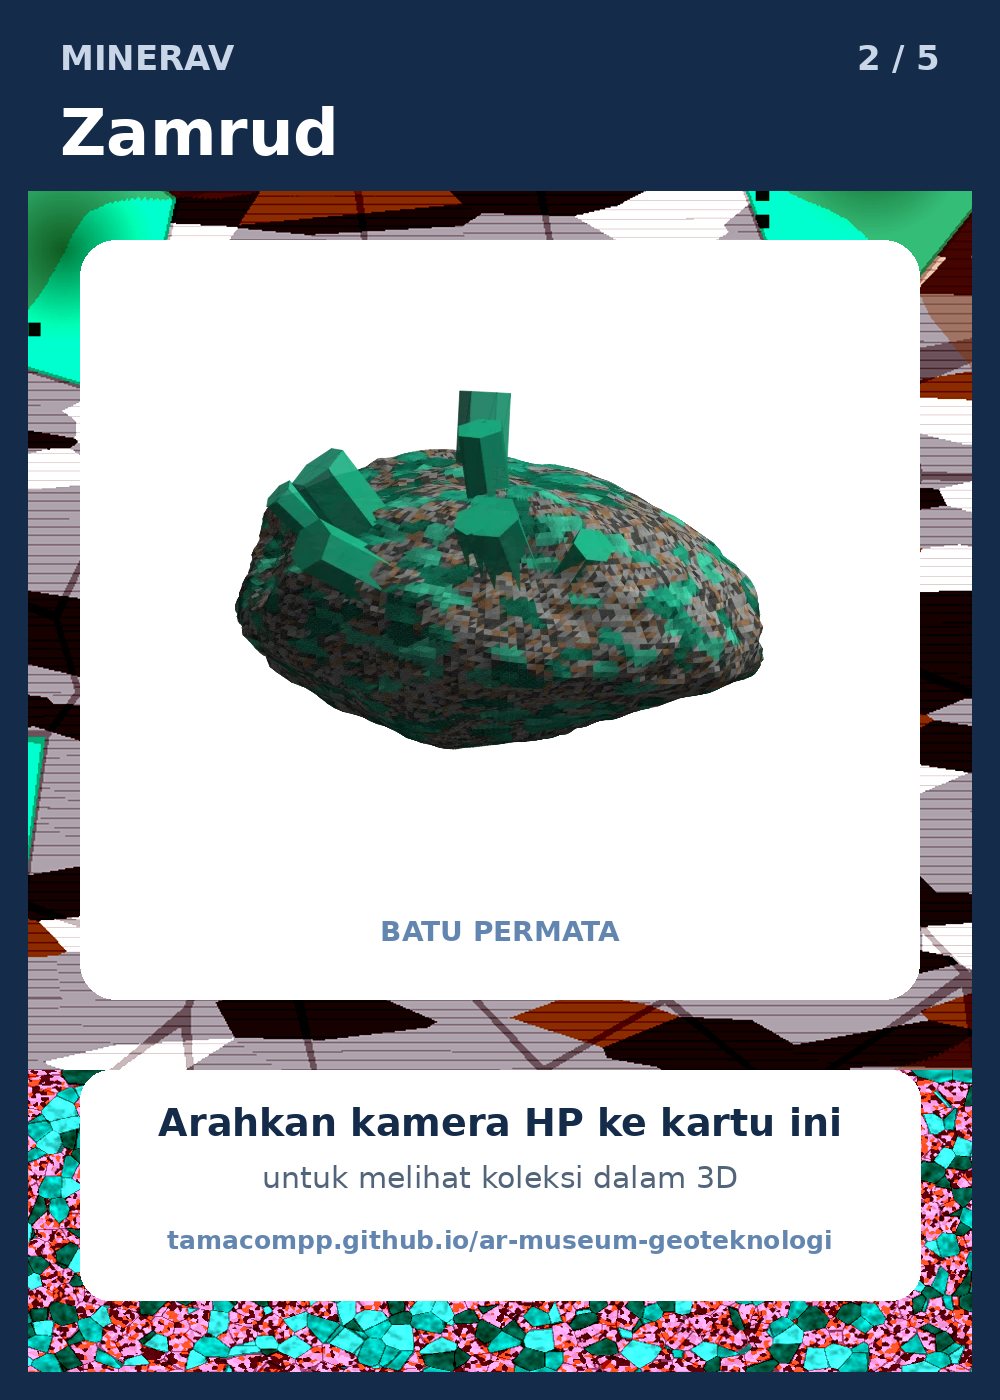 MINERAV
2 / 5
Zamrud
BATU PERMATA
Arahkan kamera HP ke kartu ini
untuk melihat koleksi dalam 3D
tamacompp.github.io/ar-museum-geoteknologi